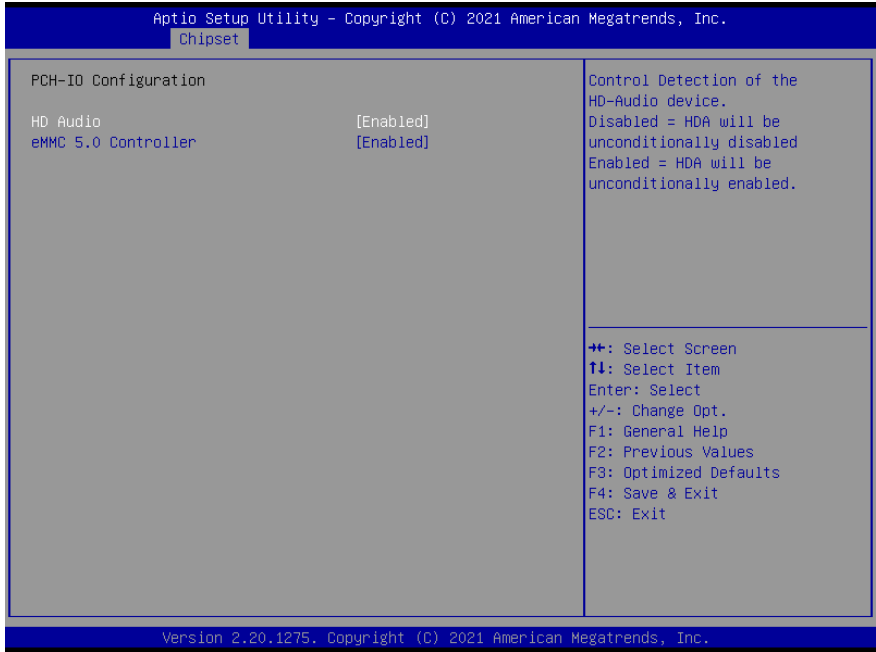 Aptio Setup Utility – Copyright (C) 2021 American Megatrends, Inc.
Chipset
PCH-IO Configuration
HD Audio [Enabled]
eMMC 5.0 Controller [Enabled]
Control Detection of the
HD-Audio device.
Disabled = HDA will be
unconditionally disabled
Enabled = HDA will be
unconditionally enabled.
→←: Select Screen
↑↓: Select Item
Enter: Select
+/-: Change Opt.
F1: General Help
F2: Previous Values
F3: Optimized Defaults
F4: Save & Exit
ESC: Exit
Version 2.20.1275. Copyright (C) 2021 American Megatrends, Inc.